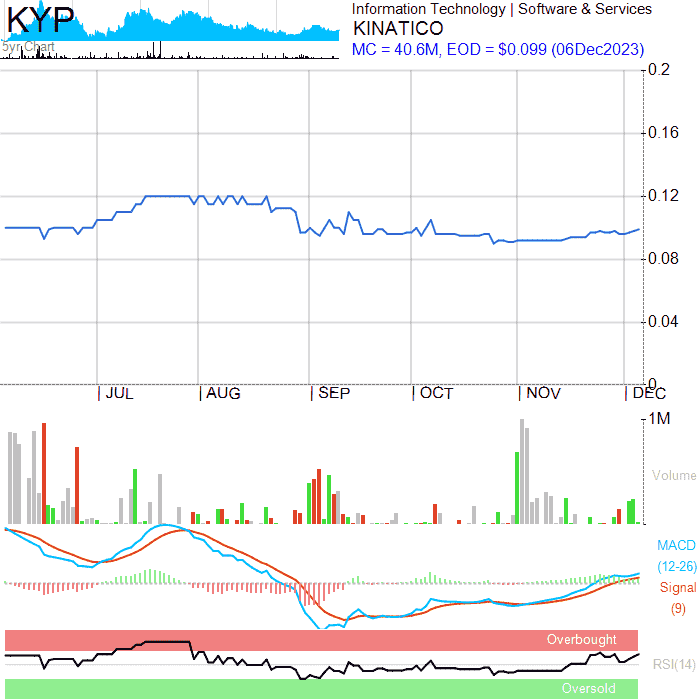 KYP
5yr Chart
Information Technology | Software & Services
KINATICO
MC = 40.6M, EOD = $0.099 (06Dec2023)
0.2
0.16
0.12
0.08
0.04
0
JUL
AUG
SEP
OCT
NOV
DEC
1M
Volume
MACD
(12-26)
Signal
(9)
Overbought
RSI(14)
Oversold